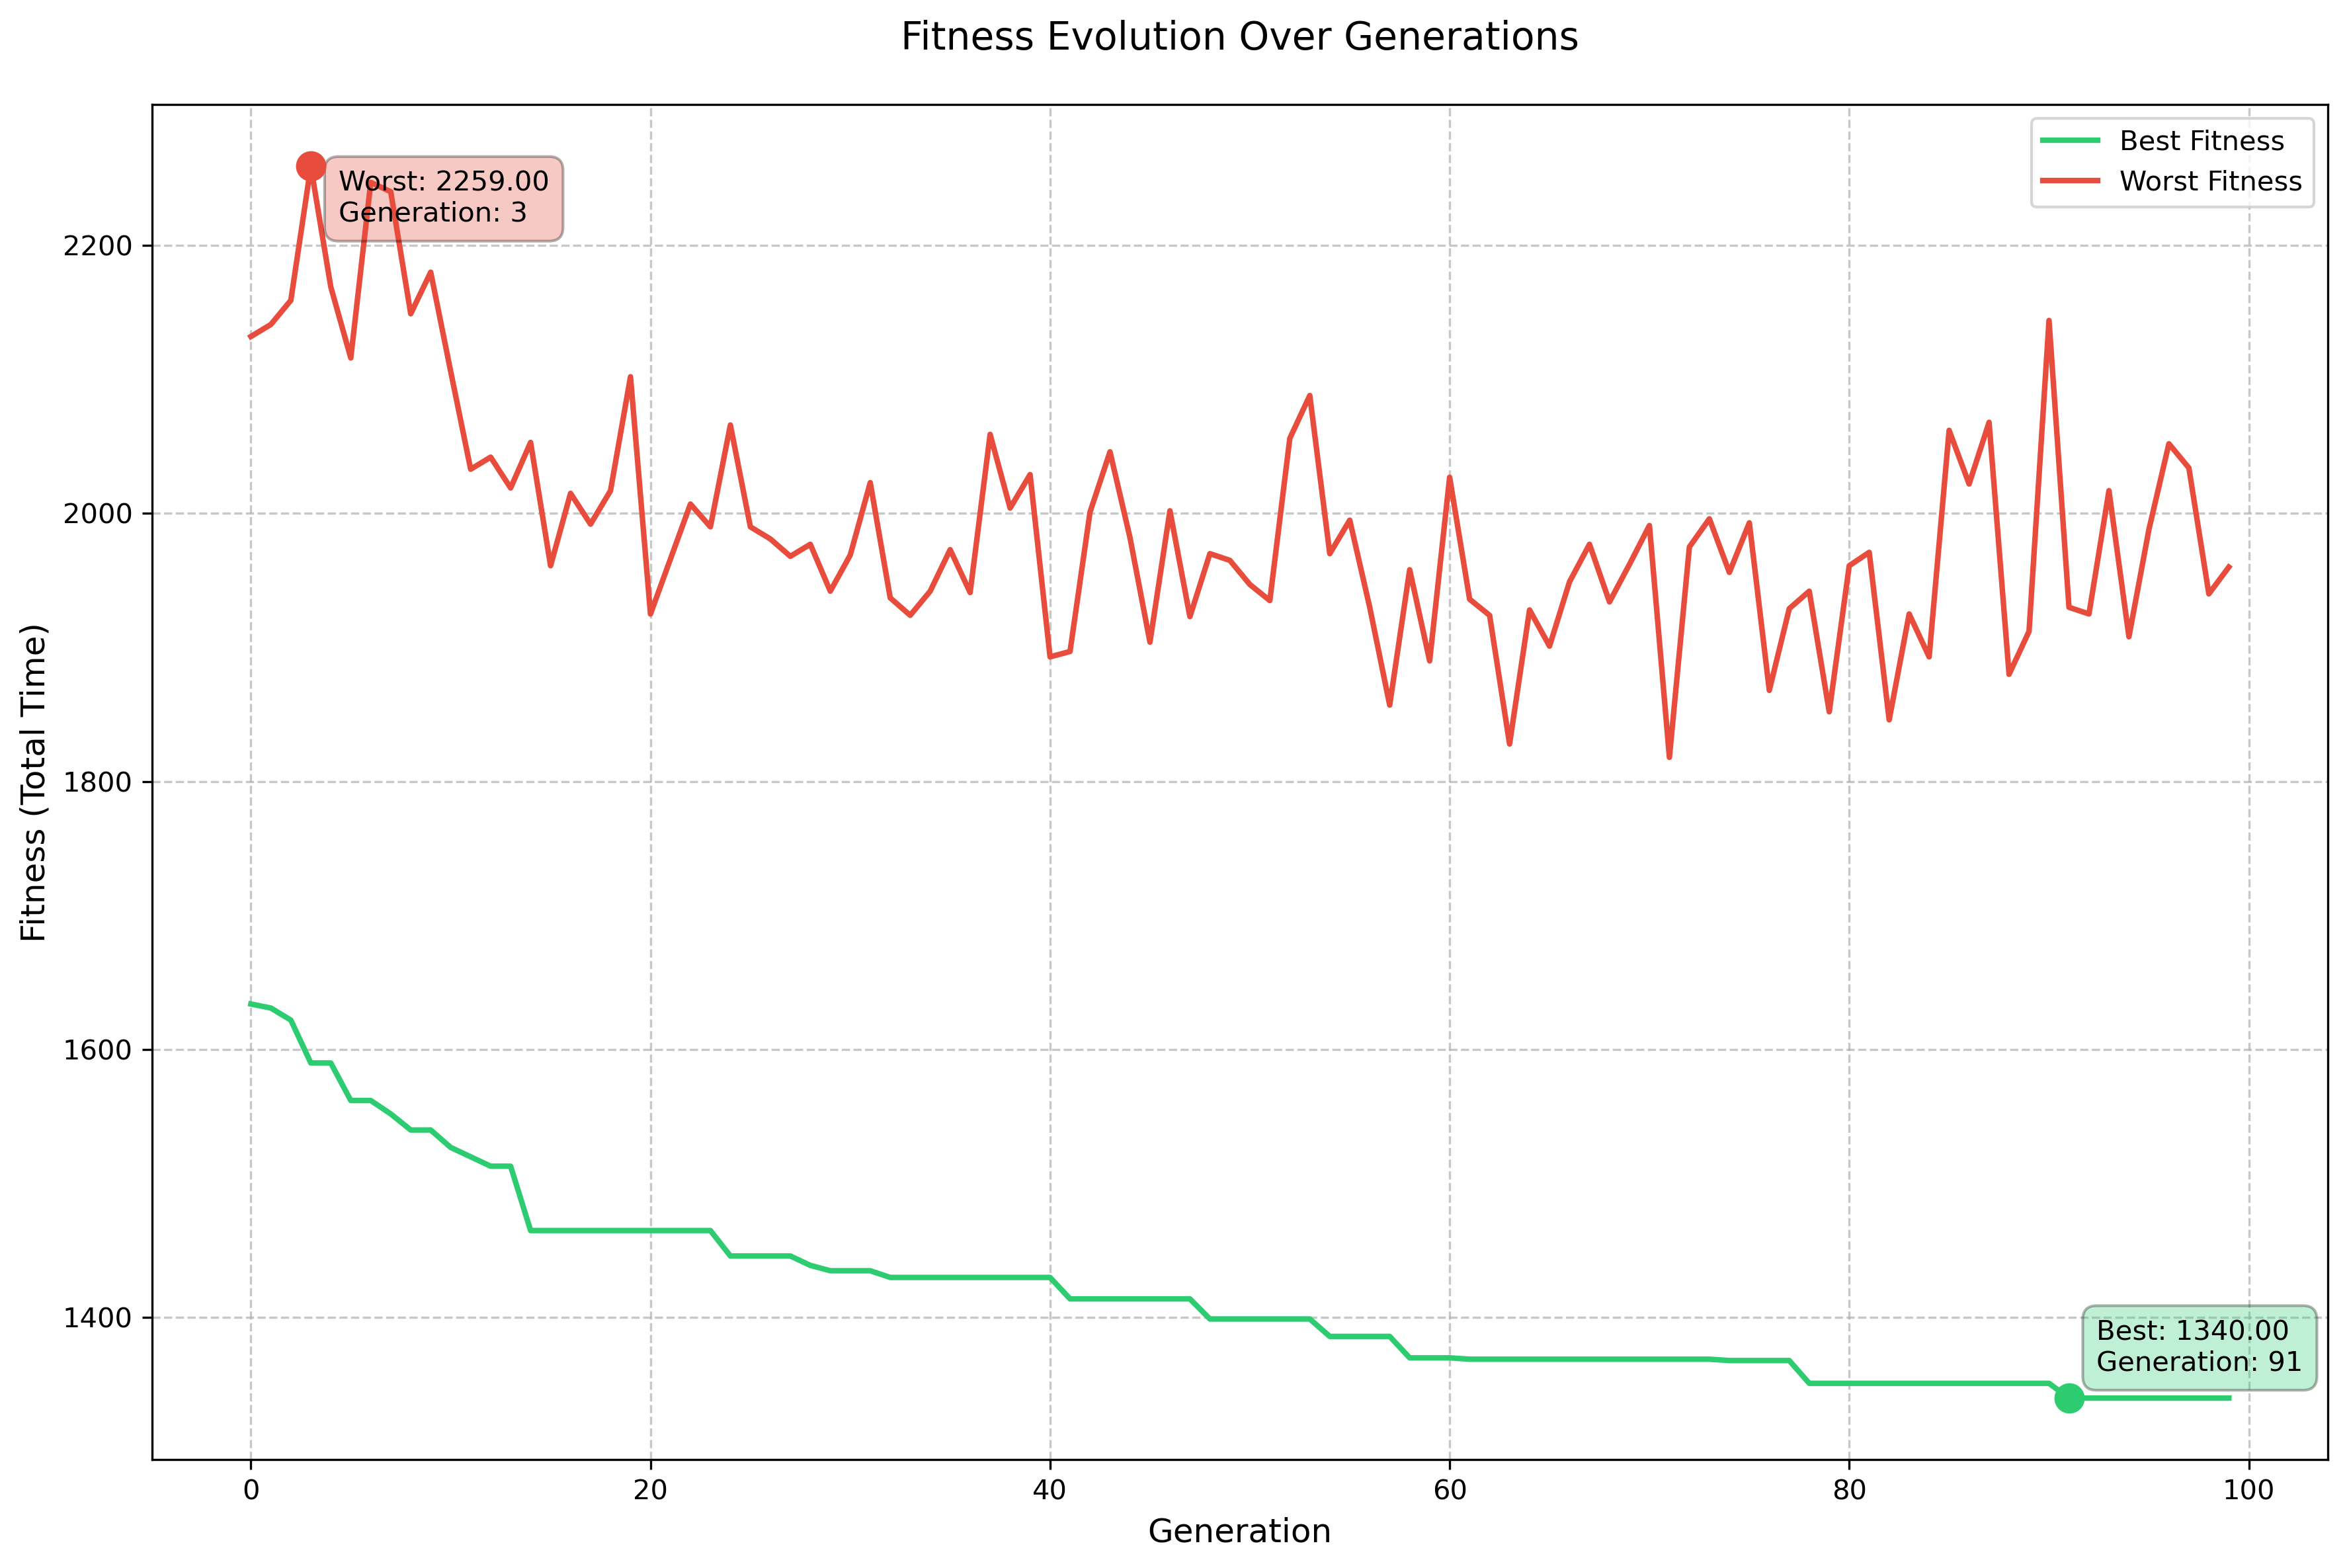 Fitness Evolution Over Generations
Best Fitness
Worst Fitness
Worst: 2259.00
Generation: 3
2200
2000
1800
1600
1400
Fitness (Total Time)
Best: 1340.00
Generation: 91
0
20
40
60
80
100
Generation